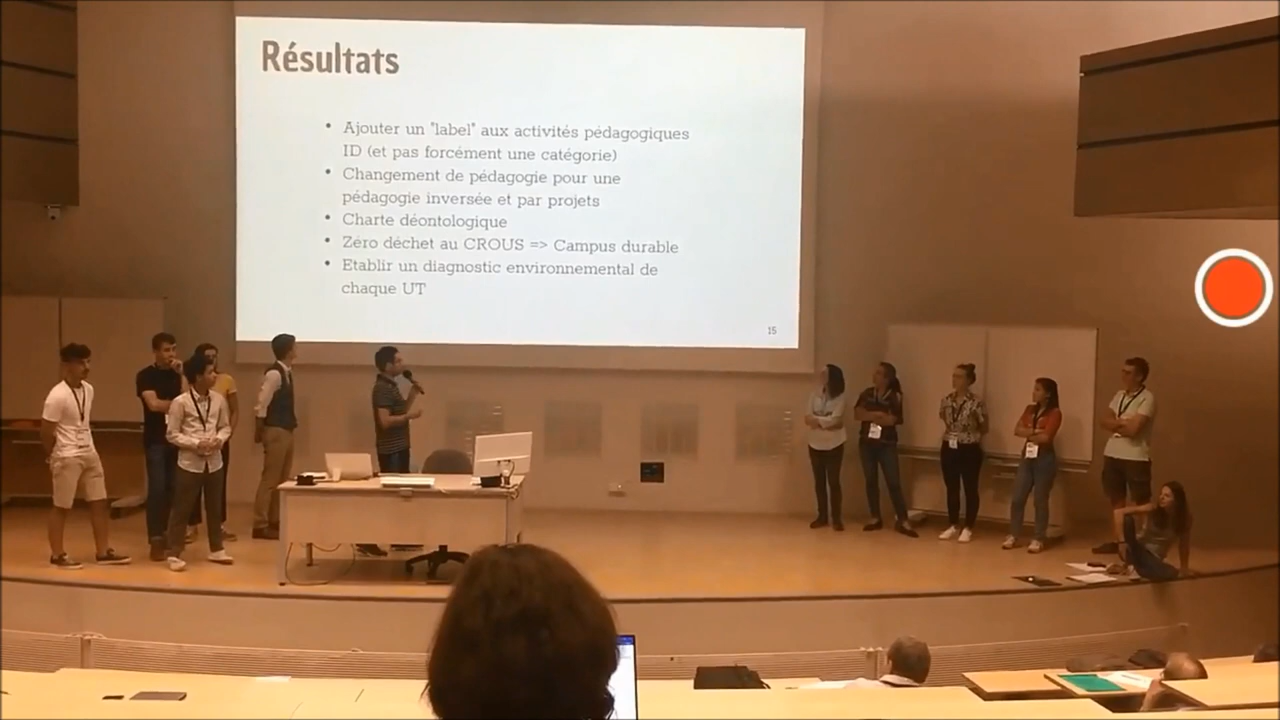 Résultats
• Ajouter un "label" aux activités pédagogiques
ID (et pas forcément une catégorie)
• Changement de pédagogie pour une
pédagogie inversée et par projets
• Charte déontologique
• Zéro déchet au CROUS => Campus durable
• Etablir un diagnostic environnemental de
chaque UT
15